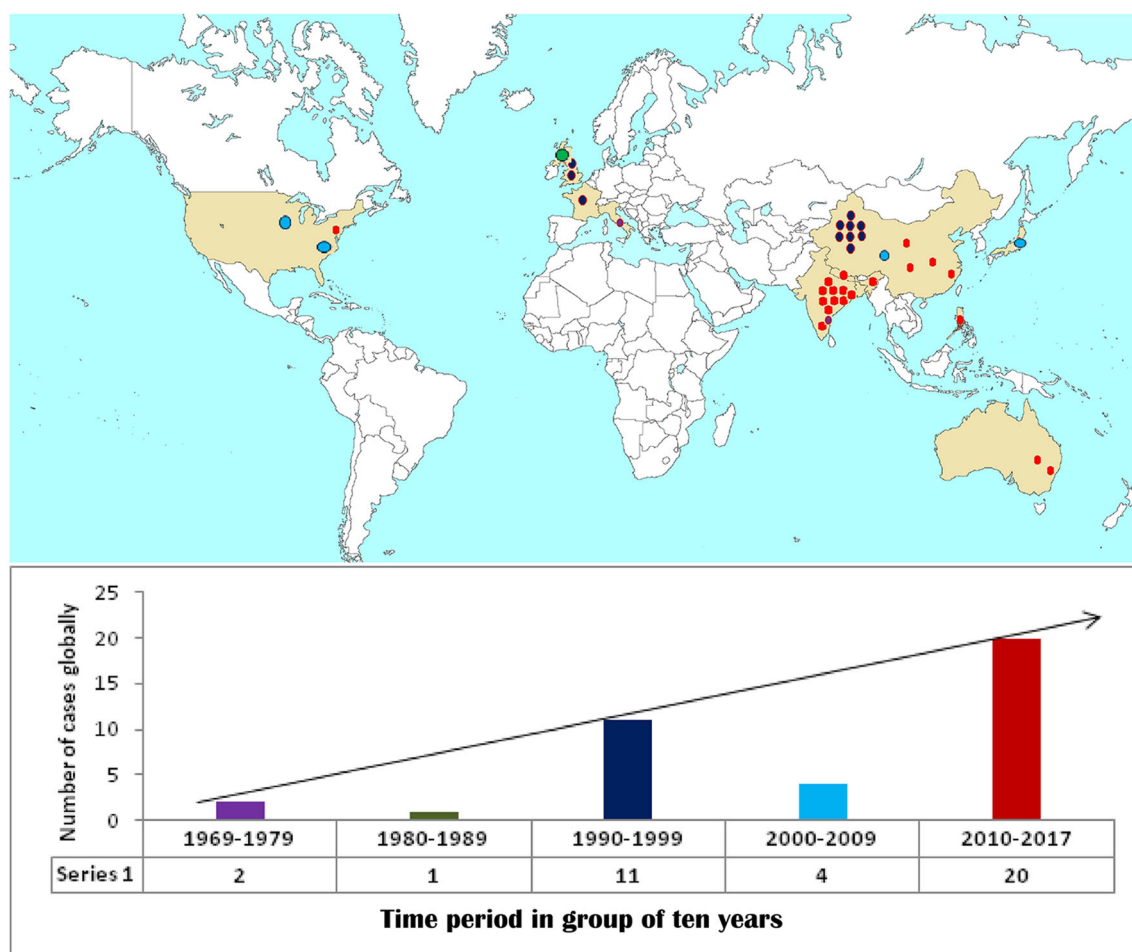 Number of cases globally
25
20
15
10
5
0
1969-1979 1980-1989 1990-1999 2000-2009 2010-2017
Series 1 2 1 11 4 20
Time period in group of ten years